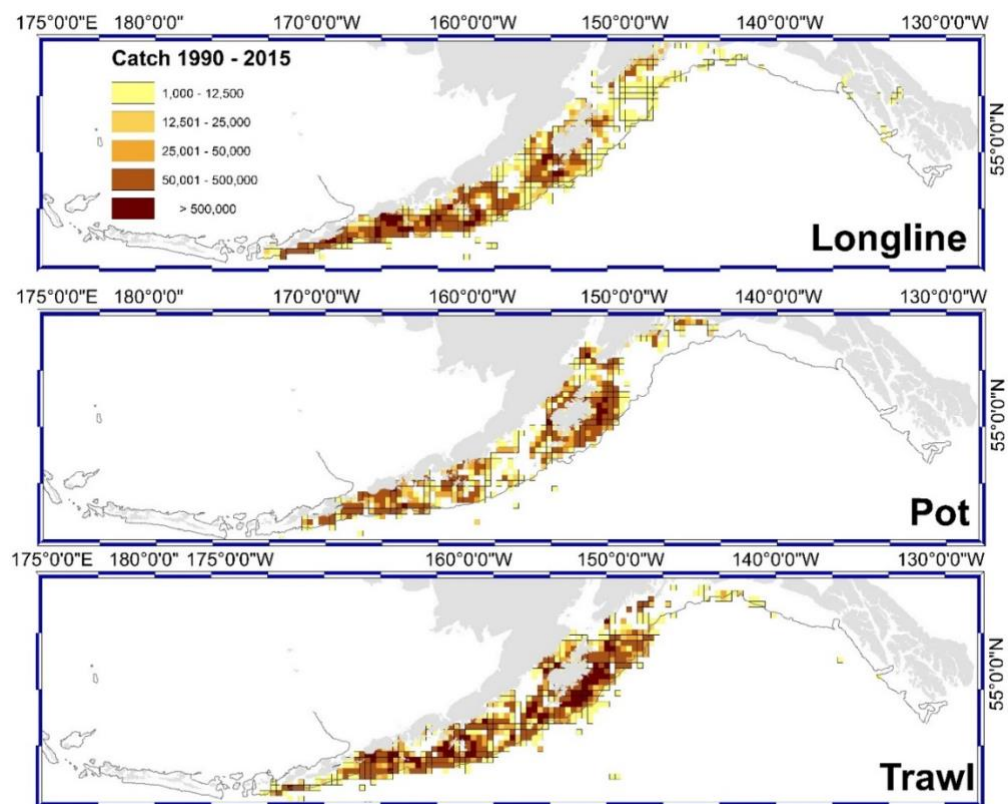 175°0'0"E 180°0'0" 170°0'0"W 160°0'0"W 150°0'0"W 140°0'0"W 130°0'0"W
Catch 1990 - 2015
1,000 - 12,500
12,501 - 25,000
25,001 - 50,000
50,001 - 500,000
> 500,000
55°0'0"N
Longline
175°0'0"E 180°0'0" 170°0'0"W 160°0'0"W 150°0'0"W 140°0'0"W 130°0'0"W
55°0'0"N
Pot
175°0'0"E 180°0'0" 175°0'0"W 160°0'0"W 150°0'0"W 140°0'0"W 130°0'0"W
55°0'0"N
Trawl